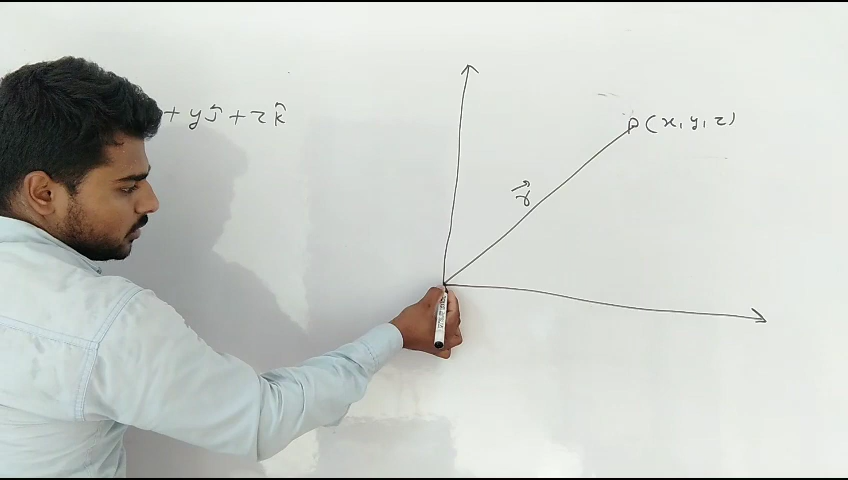 + yĵ + zk̂
P(x, y, z)
r⃗